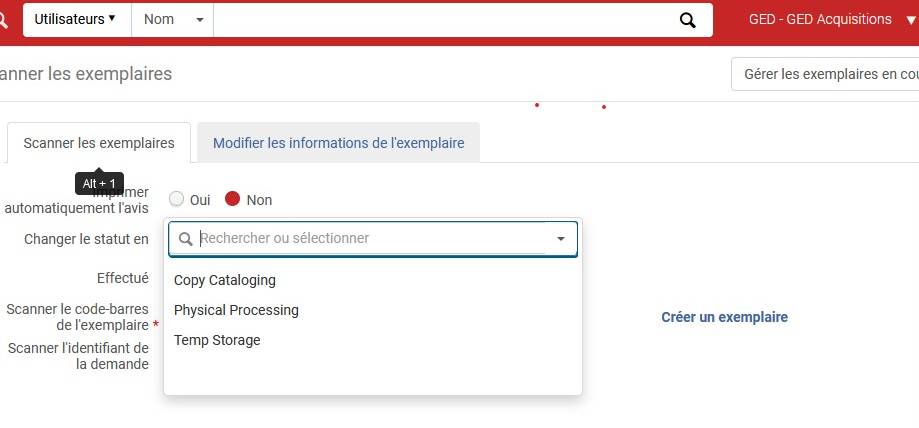 Utilisateurs Nom GED - GED Acquisitions
anner les exemplaires Gérer les exemplaires en cou
Scanner les exemplaires Modifier les informations de l'exemplaire
Alt + 1
Imprimer
automatiquement l'avis Oui Non
Changer le statut en Rechercher ou sélectionner
Effectué Copy Cataloging
Scanner le code-barres
de l'exemplaire * Physical Processing Créer un exemplaire
Scanner l'identifiant de
la demande Temp Storage